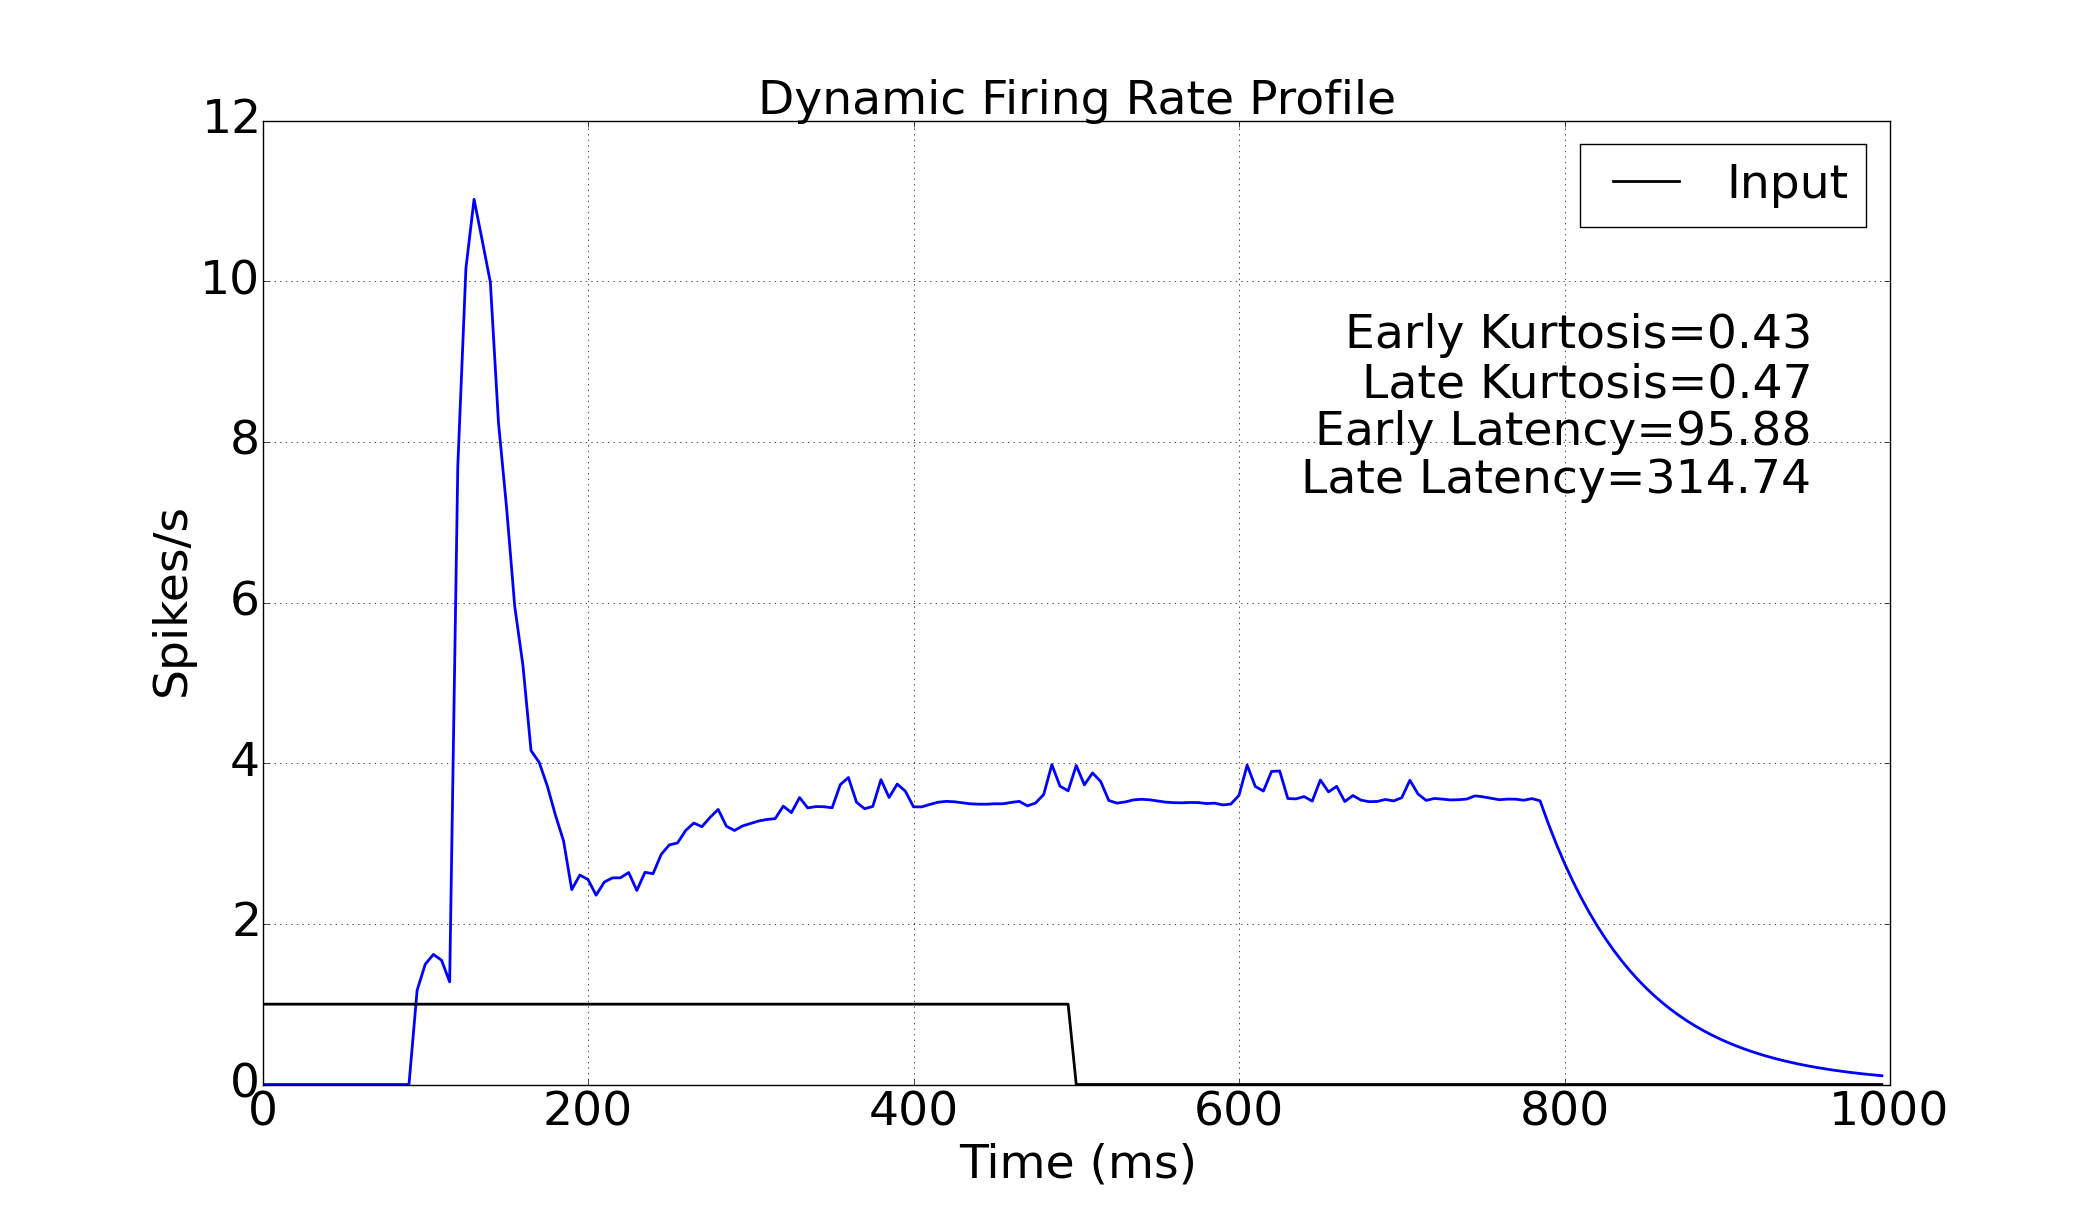 Dynamic Firing Rate Profile
12
10
8
6
4
2
0
Spikes/s
Input
Early Kurtosis=0.43
Late Kurtosis=0.47
Early Latency=95.88
Late Latency=314.74
0 200 400 600 800 1000
Time (ms)